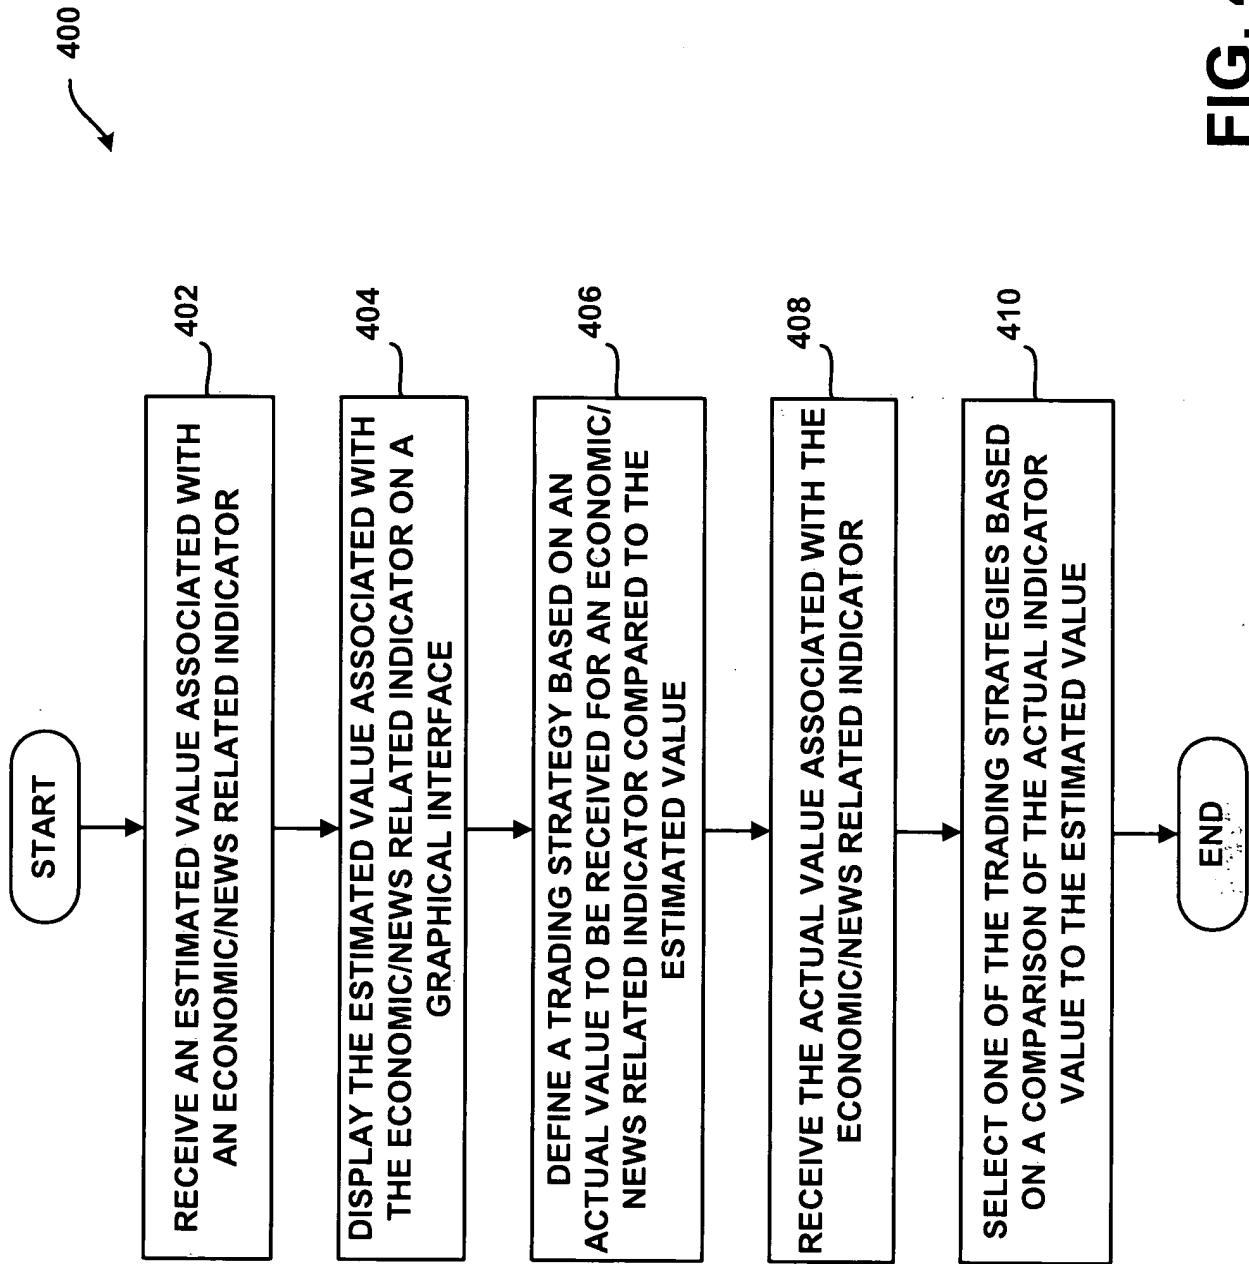 400
START
RECEIVE AN ESTIMATED VALUE ASSOCIATED WITH
AN ECONOMIC/NEWS RELATED INDICATOR
402
DISPLAY THE ESTIMATED VALUE ASSOCIATED WITH
THE ECONOMIC/NEWS RELATED INDICATOR ON A
GRAPHICAL INTERFACE
404
DEFINE A TRADING STRATEGY BASED ON AN
ACTUAL VALUE TO BE RECEIVED FOR AN ECONOMIC/
NEWS RELATED INDICATOR COMPARED TO THE
ESTIMATED VALUE
406
RECEIVE THE ACTUAL VALUE ASSOCIATED WITH THE
ECONOMIC/NEWS RELATED INDICATOR
408
SELECT ONE OF THE TRADING STRATEGIES BASED
ON A COMPARISON OF THE ACTUAL INDICATOR
VALUE TO THE ESTIMATED VALUE
410
END
FIG.